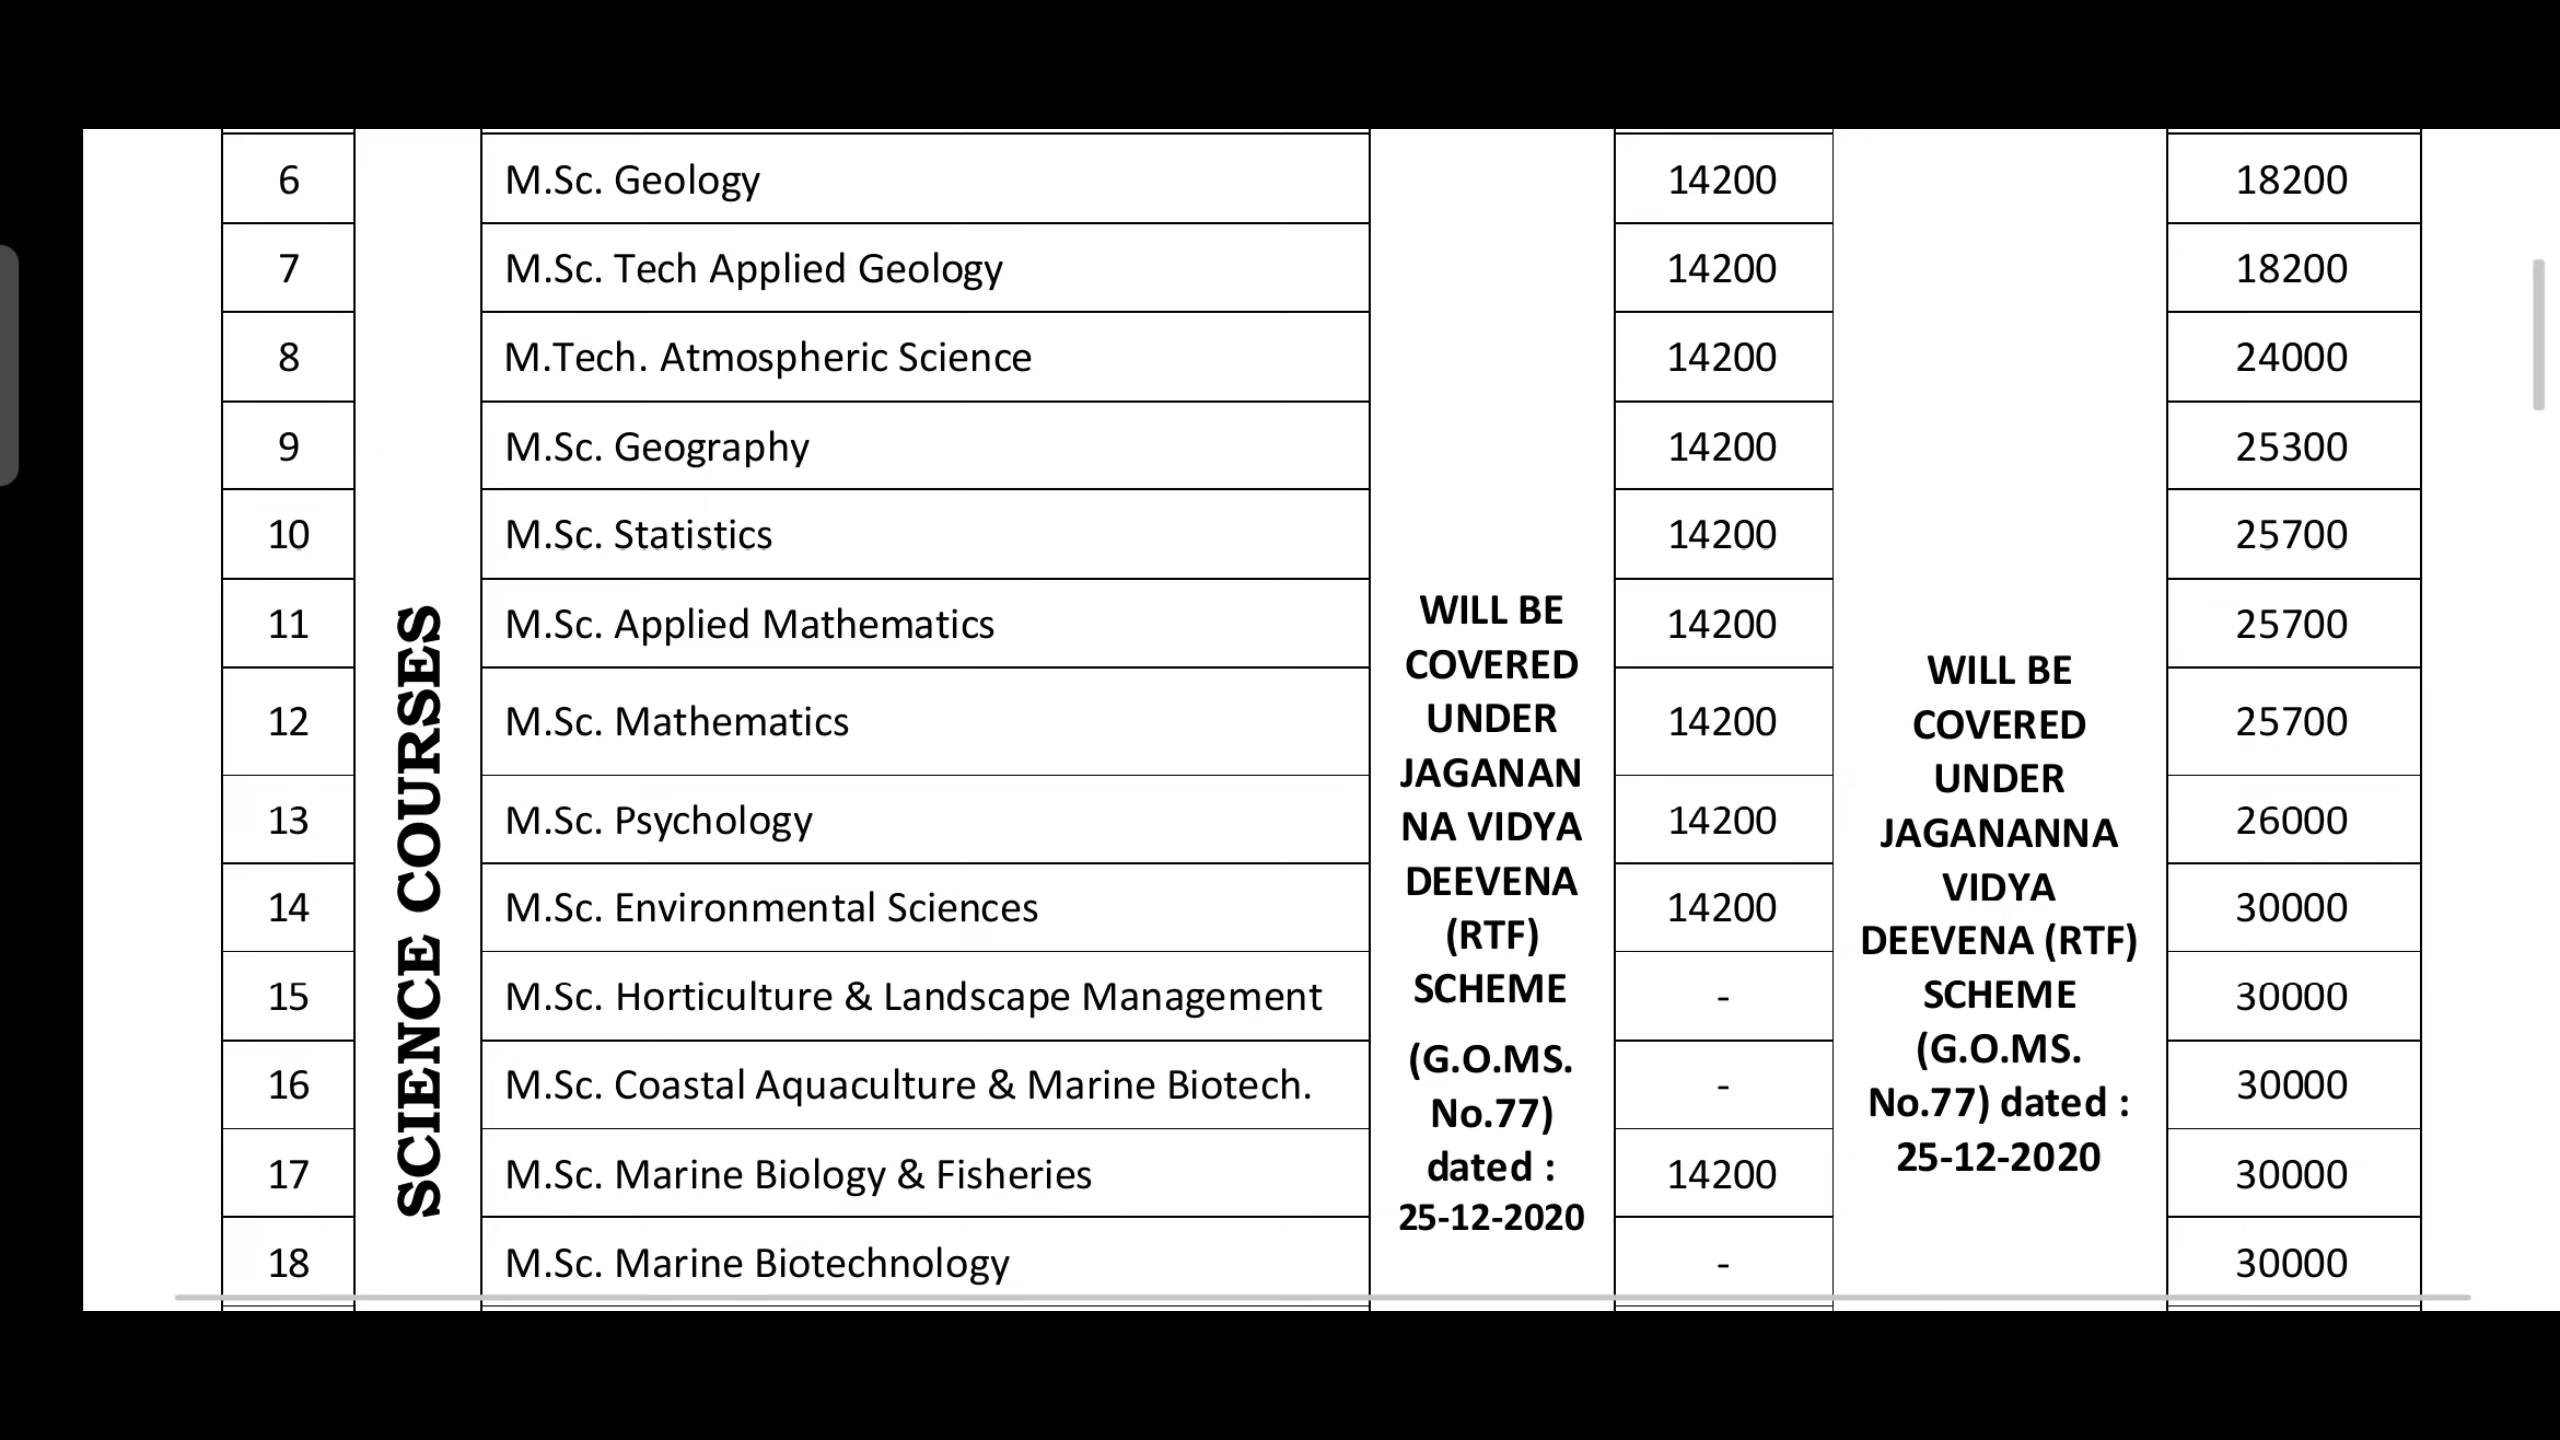 6 M.Sc. Geology 14200 18200
7 M.Sc. Tech Applied Geology 14200 18200
8 M.Tech. Atmospheric Science 14200 24000
9 M.Sc. Geography 14200 25300
10 M.Sc. Statistics 14200 25700
11 M.Sc. Applied Mathematics 14200 25700
12 M.Sc. Mathematics 14200 25700
13 M.Sc. Psychology 14200 26000
14 M.Sc. Environmental Sciences 14200 30000
15 M.Sc. Horticulture & Landscape Management - 30000
16 M.Sc. Coastal Aquaculture & Marine Biotech. - 30000
17 M.Sc. Marine Biology & Fisheries 14200 30000
18 M.Sc. Marine Biotechnology - 30000
SCIENCE COURSES
WILL BE
COVERED
UNDER
JAGANAN
NA VIDYA
DEEVENA
(RTF)
SCHEME
(G.O.MS.
No.77)
dated :
25-12-2020
WILL BE
COVERED
UNDER
JAGANANNA
VIDYA
DEEVENA (RTF)
SCHEME
(G.O.MS.
No.77) dated :
25-12-2020